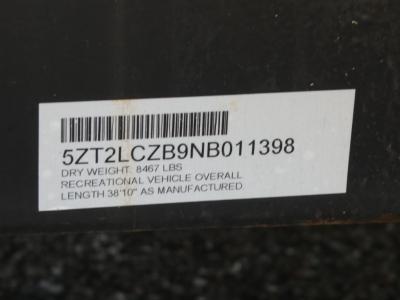 5ZT2LCZB9NB011398
DRY WEIGHT: 8467 LBS
RECREATIONAL VEHICLE OVERALL
LENGTH 38'10" AS MANUFACTURED